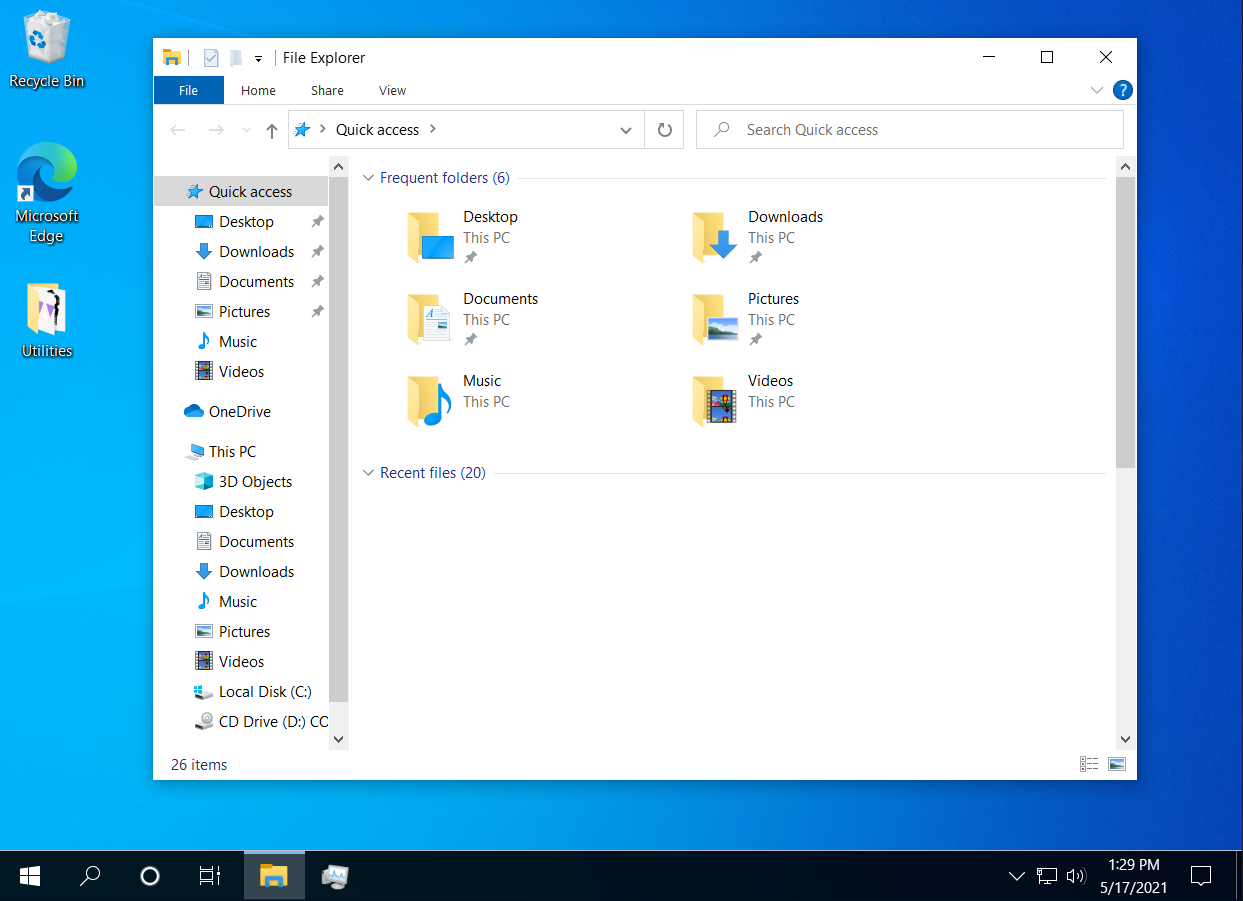 Recycle Bin
Microsoft
Edge
Utilities
File Explorer
File
Home
Share
View
?
Quick access
Search Quick access
Quick access
Desktop
Downloads
Documents
Pictures
Music
Videos
OneDrive
This PC
3D Objects
Desktop
Documents
Downloads
Music
Pictures
Videos
Local Disk (C:)
CD Drive (D:) CO
Frequent folders (6)
Desktop
This PC
Downloads
This PC
Documents
This PC
Pictures
This PC
Music
This PC
Videos
This PC
Recent files (20)
26 items
1:29 PM
5/17/2021